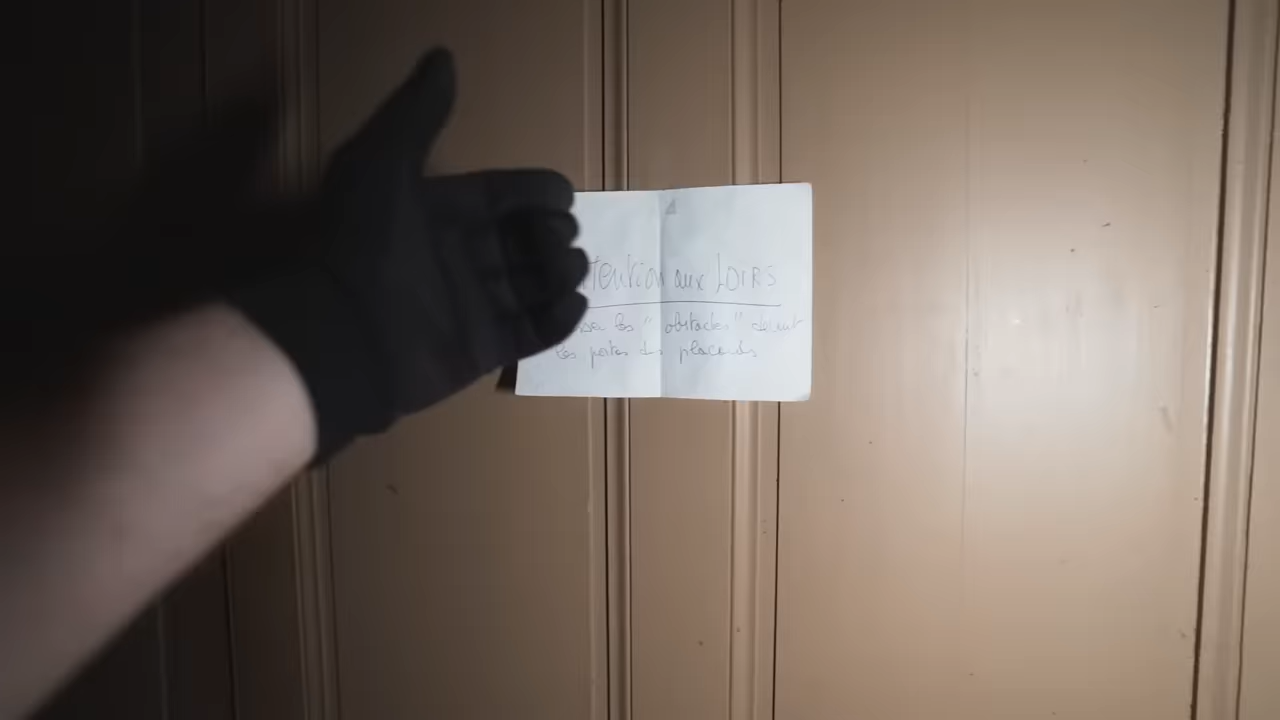 tention aux LOIRS
les "obstacles" devant
les portes des placards